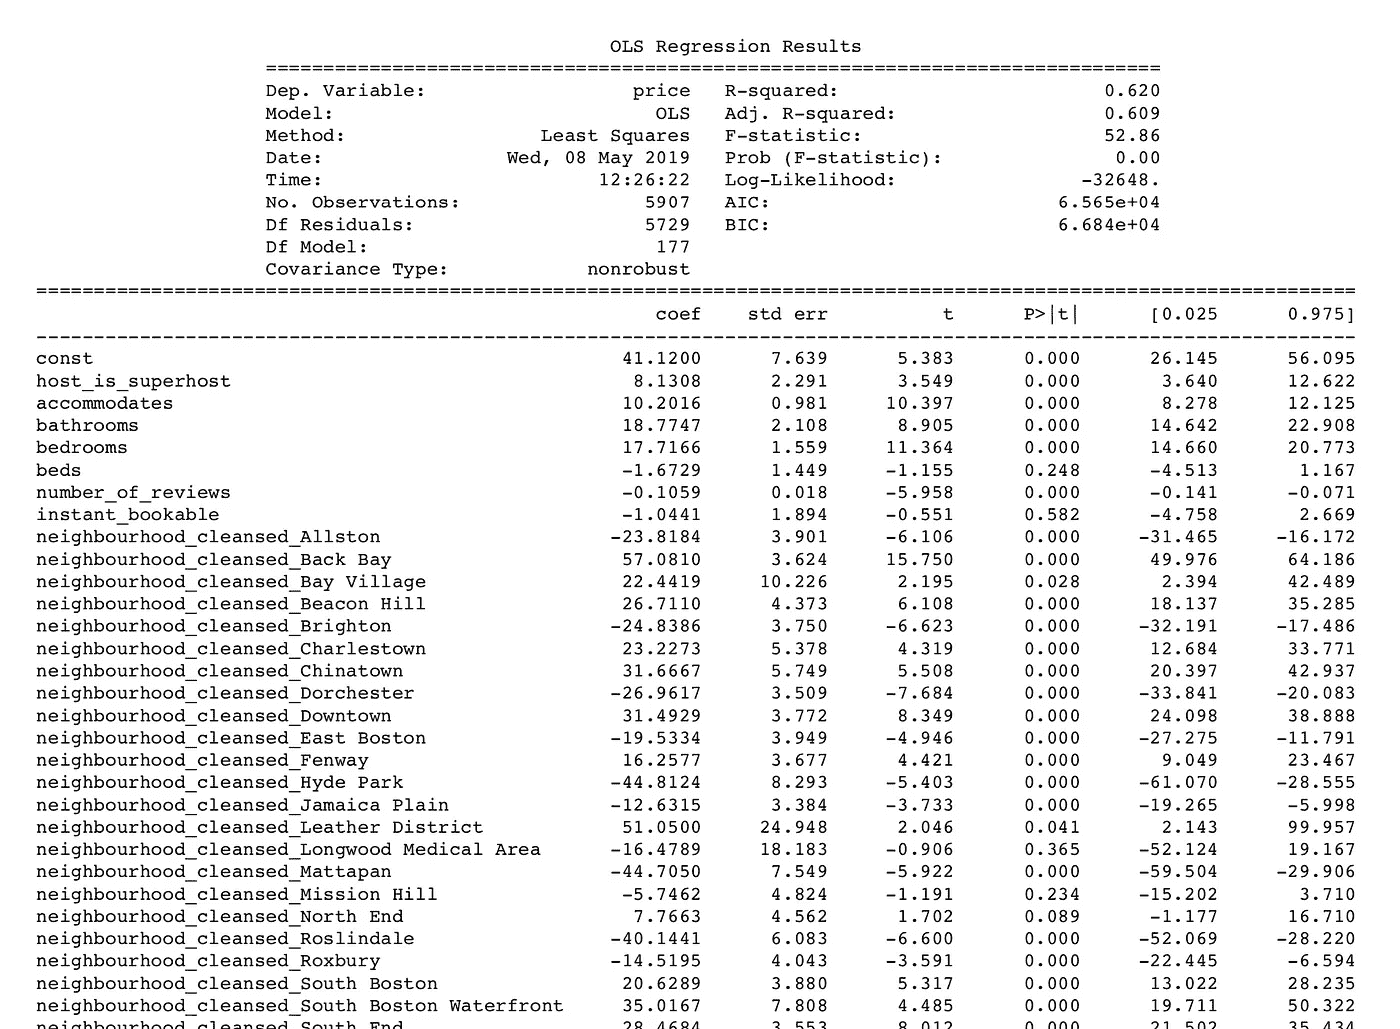 OLS Regression Results
==============================================================================
Dep. Variable: price R-squared: 0.620
Model: OLS Adj. R-squared: 0.609
Method: Least Squares F-statistic: 52.86
Date: Wed, 08 May 2019 Prob (F-statistic): 0.00
Time: 12:26:22 Log-Likelihood: -32648.
No. Observations: 5907 AIC: 6.565e+04
Df Residuals: 5729 BIC: 6.684e+04
Df Model: 177
Covariance Type: nonrobust
===================================================================================================================
coef std err t P>|t| [0.025 0.975]
-------------------------------------------------------------------------------------------------------------------
const 41.1200 7.639 5.383 0.000 26.145 56.095
host_is_superhost 8.1308 2.291 3.549 0.000 3.640 12.622
accommodates 10.2016 0.981 10.397 0.000 8.278 12.125
bathrooms 18.7747 2.108 8.905 0.000 14.642 22.908
bedrooms 17.7166 1.559 11.364 0.000 14.660 20.773
beds -1.6729 1.449 -1.155 0.248 -4.513 1.167
number_of_reviews -0.1059 0.018 -5.958 0.000 -0.141 -0.071
instant_bookable -1.0441 1.894 -0.551 0.582 -4.758 2.669
neighbourhood_cleansed_Allston -23.8184 3.901 -6.106 0.000 -31.465 -16.172
neighbourhood_cleansed_Back Bay 57.0810 3.624 15.750 0.000 49.976 64.186
neighbourhood_cleansed_Bay Village 22.4419 10.226 2.195 0.028 2.394 42.489
neighbourhood_cleansed_Beacon Hill 26.7110 4.373 6.108 0.000 18.137 35.285
neighbourhood_cleansed_Brighton -24.8386 3.750 -6.623 0.000 -32.191 -17.486
neighbourhood_cleansed_Charlestown 23.2273 5.378 4.319 0.000 12.684 33.771
neighbourhood_cleansed_Chinatown 31.6667 5.749 5.508 0.000 20.397 42.937
neighbourhood_cleansed_Dorchester -26.9617 3.509 -7.684 0.000 -33.841 -20.083
neighbourhood_cleansed_Downtown 31.4929 3.772 8.349 0.000 24.098 38.888
neighbourhood_cleansed_East Boston -19.5334 3.949 -4.946 0.000 -27.275 -11.791
neighbourhood_cleansed_Fenway 16.2577 3.677 4.421 0.000 9.049 23.467
neighbourhood_cleansed_Hyde Park -44.8124 8.293 -5.403 0.000 -61.070 -28.555
neighbourhood_cleansed_Jamaica Plain -12.6315 3.384 -3.733 0.000 -19.265 -5.998
neighbourhood_cleansed_Leather District 51.0500 24.948 2.046 0.041 2.143 99.957
neighbourhood_cleansed_Longwood Medical Area -16.4789 18.183 -0.906 0.365 -52.124 19.167
neighbourhood_cleansed_Mattapan -44.7050 7.549 -5.922 0.000 -59.504 -29.906
neighbourhood_cleansed_Mission Hill -5.7462 4.824 -1.191 0.234 -15.202 3.710
neighbourhood_cleansed_North End 7.7663 4.562 1.702 0.089 -1.177 16.710
neighbourhood_cleansed_Roslindale -40.1441 6.083 -6.600 0.000 -52.069 -28.220
neighbourhood_cleansed_Roxbury -14.5195 4.043 -3.591 0.000 -22.445 -6.594
neighbourhood_cleansed_South Boston 20.6289 3.880 5.317 0.000 13.022 28.235
neighbourhood_cleansed_South Boston Waterfront 35.0167 7.808 4.485 0.000 19.711 50.322
neighbourhood_cleansed_South End 28.4684 3.553 8.012 0.000 21.502 35.434